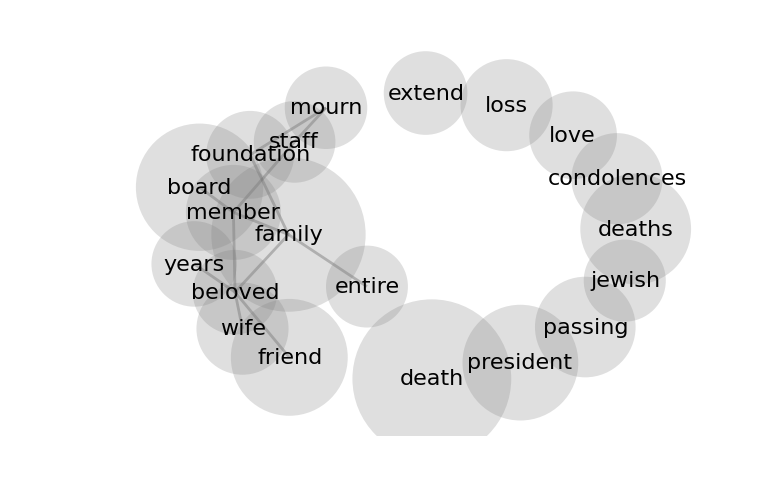 extend
loss
mourn
love
staff
foundation
condolences
board
member
deaths
family
years
jewish
entire
beloved
passing
wife
friend
president
death